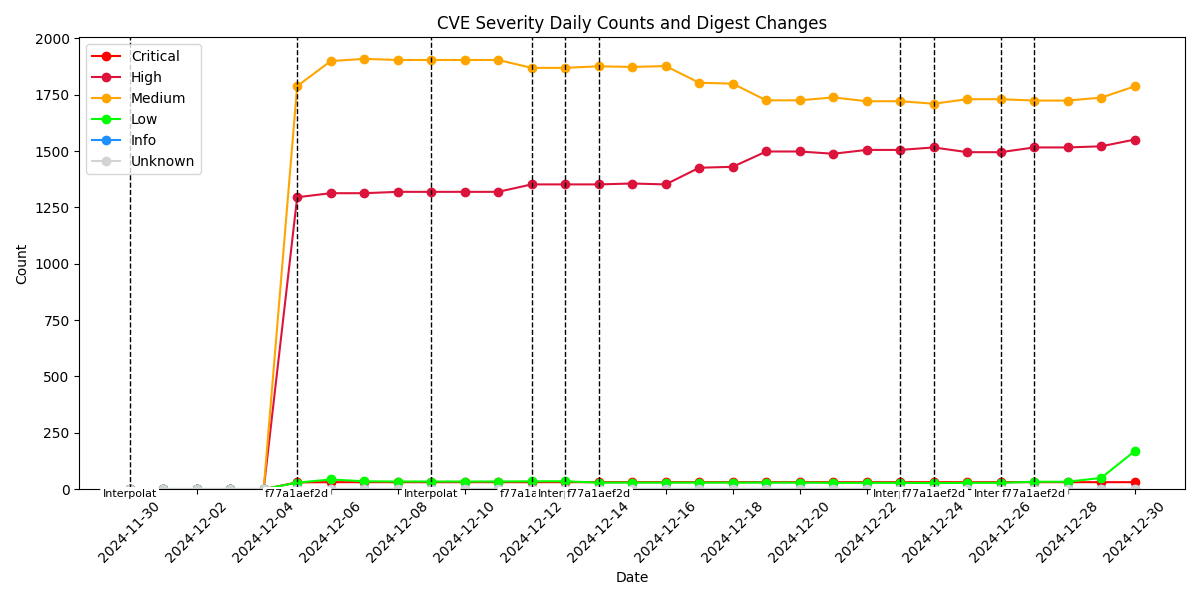 CVE Severity Daily Counts and Digest Changes
2000
1750
1500
1250
1000
750
500
250
0
Count
Critical
High
Medium
Low
Info
Unknown
Interpolat
f77a1aef2d
Interpolat
f77a1a
Inter
f77a1aef2d
Inter
f77a1aef2d
Inter
f77a1aef2d
2024-11-30
2024-12-02
2024-12-04
2024-12-06
2024-12-08
2024-12-10
2024-12-12
2024-12-14
2024-12-16
2024-12-18
2024-12-20
2024-12-22
2024-12-24
2024-12-26
2024-12-28
2024-12-30
Date